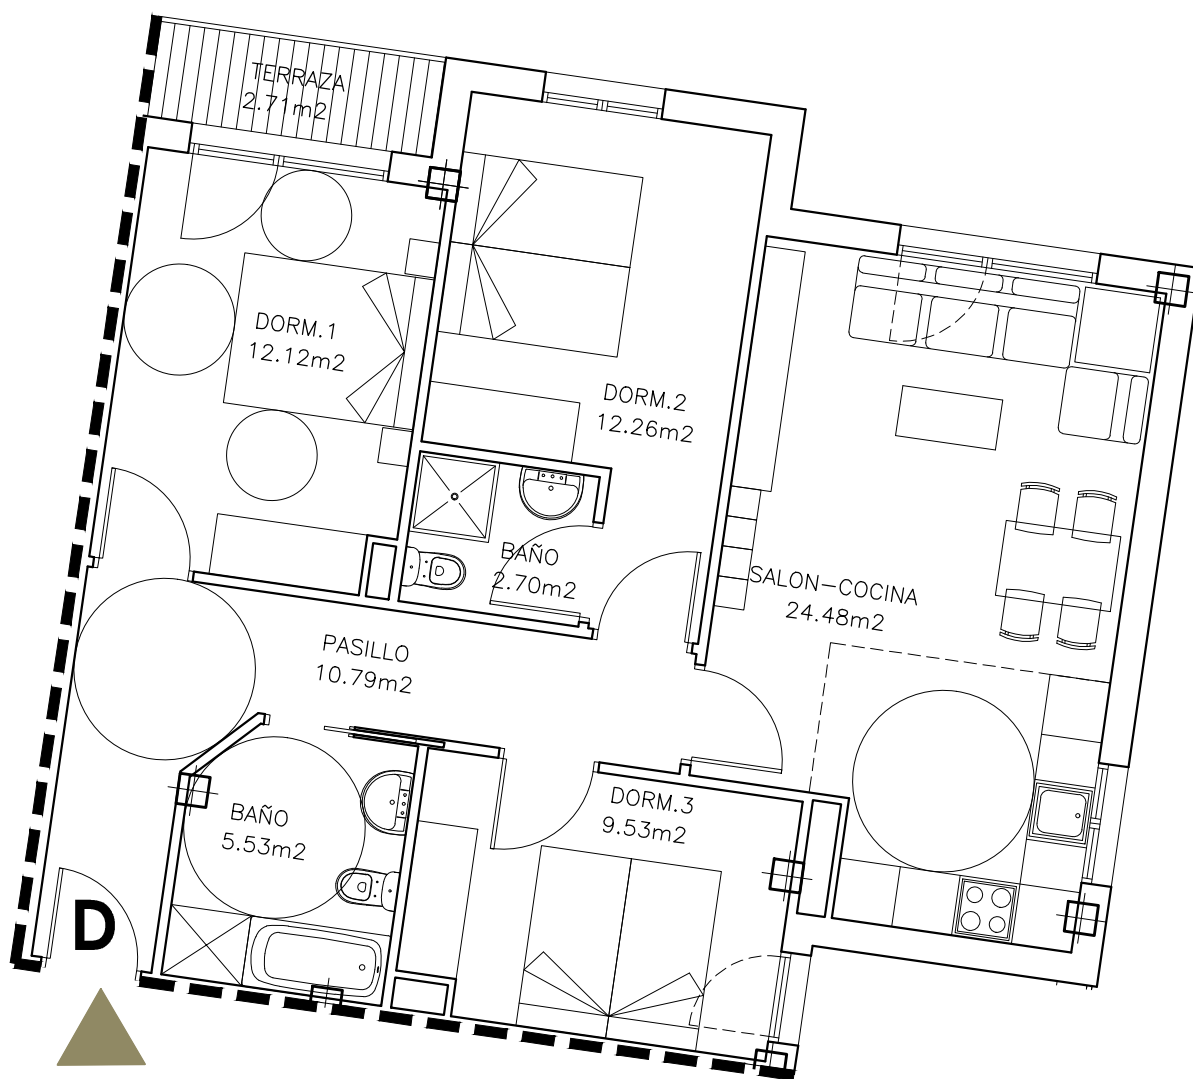 TERRAZA
2.71m2
DORM.1
12.12m2
DORM.2
12.26m2
BAÑO
2.70m2
SALON-COCINA
24.48m2
PASILLO
10.79m2
DORM.3
9.53m2
BAÑO
5.53m2
D